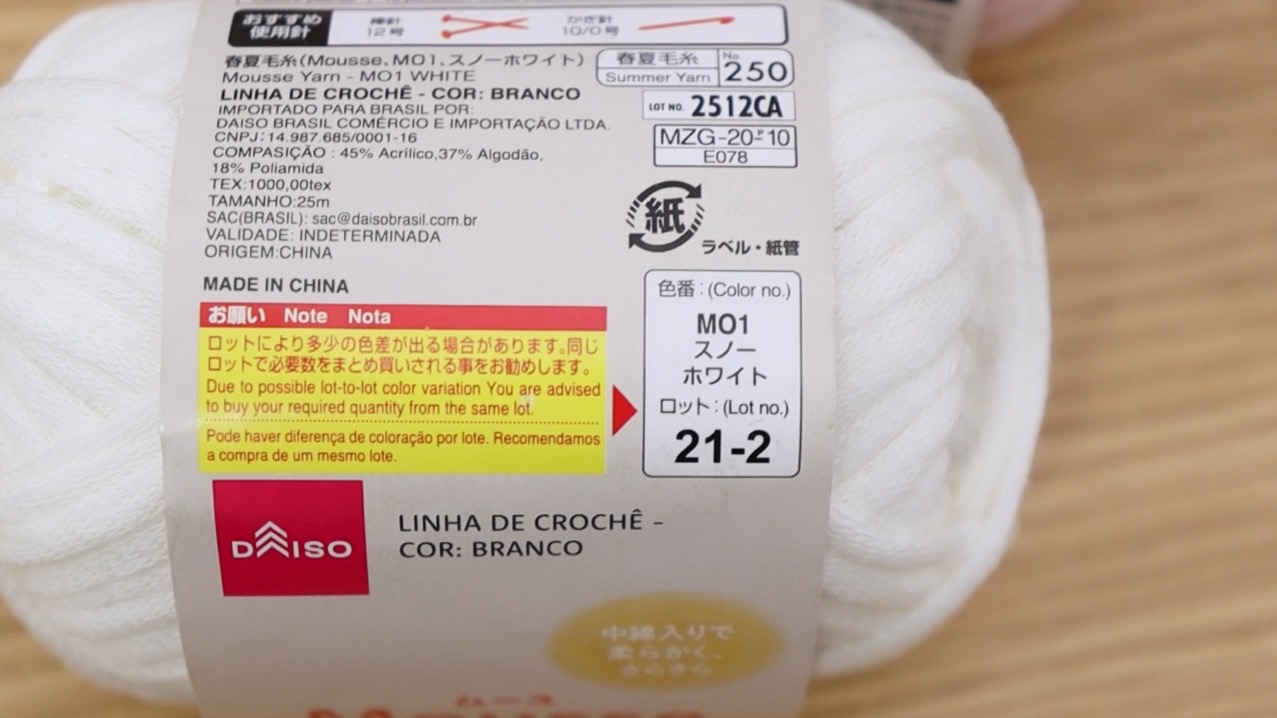 おすすめ
使用針
棒針
12号
かぎ針
10/0号
春夏毛糸(Mousse、MO1、スノーホワイト)
Mousse Yarn - MO1 WHITE
LINHA DE CROCHÊ - COR: BRANCO
IMPORTADO PARA BRASIL POR:
DAISO BRASIL COMÉRCIO E IMPORTAÇÃO LTDA.
CNPJ:14.987.685/0001-16
COMPASIÇÃO : 45% Acrílico,37% Algodão,
18% Poliamida
TEX:1000,00tex
TAMANHO:25m
SAC(BRASIL): sac@daisobrasil.com.br
VALIDADE: INDETERMINADA
ORIGEM:CHINA
MADE IN CHINA
春夏毛糸
Summer Yarn
No. 250
LOT NO. 2512CA
MZG-20-P-10
E078
紙
ラベル・紙管
お願い Note Nota
ロットにより多少の色差が出る場合があります。同じ
ロットで必要数をまとめ買いされる事をお勧めします。
Due to possible lot-to-lot color variation You are advised
to buy your required quantity from the same lot.
Pode haver diferença de coloração por lote. Recomendamos
a compra de um mesmo lote.
色番:(Color no.)
MO1
スノー
ホワイト
ロット:(Lot no.)
21-2
DAISO
LINHA DE CROCHÊ -
COR: BRANCO
中綿入りで
柔らかく、
さらさら